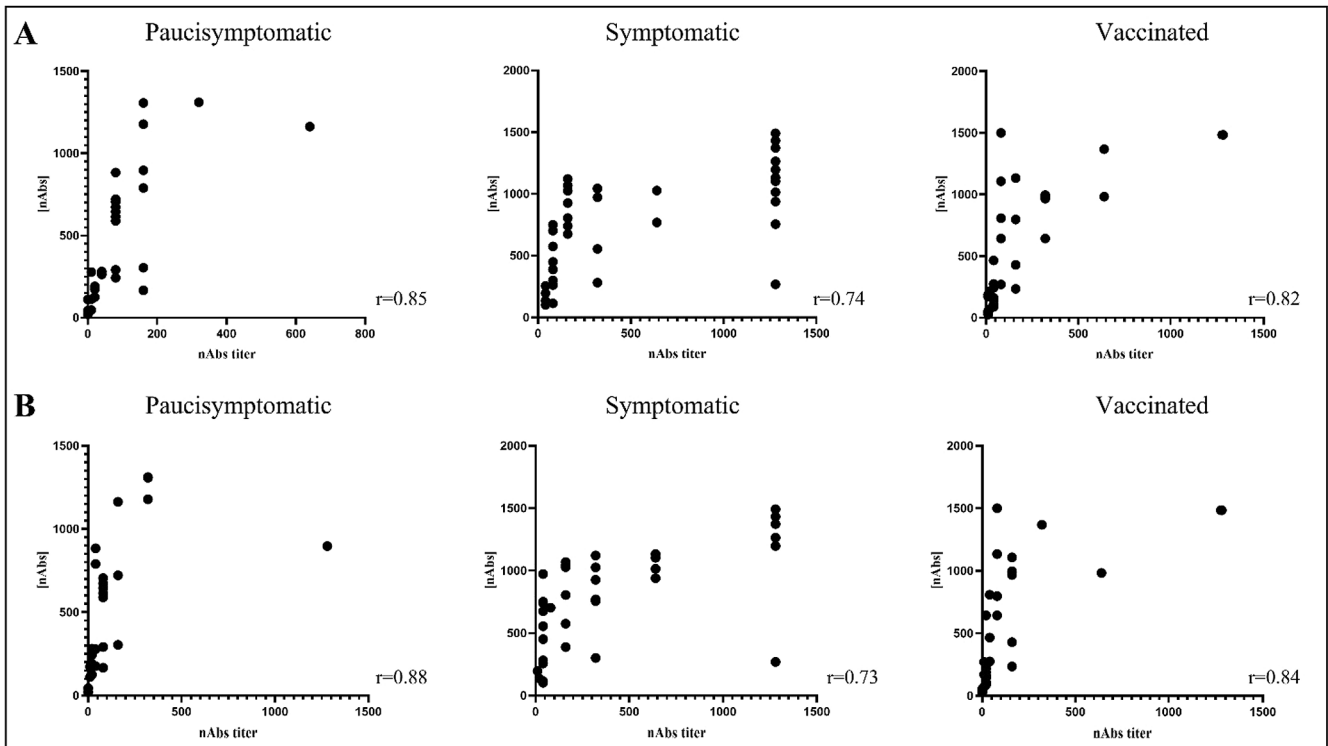 A
Paucisymptomatic
Symptomatic
Vaccinated
1500
1000
500
0
[nAbs]
0
200
400
600
800
nAbs titer
r=0.85
2000
1500
1000
500
0
[nAbs]
0
500
1000
1500
nAbs titer
r=0.74
2000
1500
1000
500
0
[nAbs]
0
500
1000
1500
nAbs titer
r=0.82
B
Paucisymptomatic
Symptomatic
Vaccinated
1500
1000
500
0
[nAbs]
0
500
1000
1500
nAbs titer
r=0.88
2000
1500
1000
500
0
[nAbs]
0
500
1000
1500
nAbs titer
r=0.73
2000
1500
1000
500
0
[nAbs]
0
500
1000
1500
nAbs titer
r=0.84